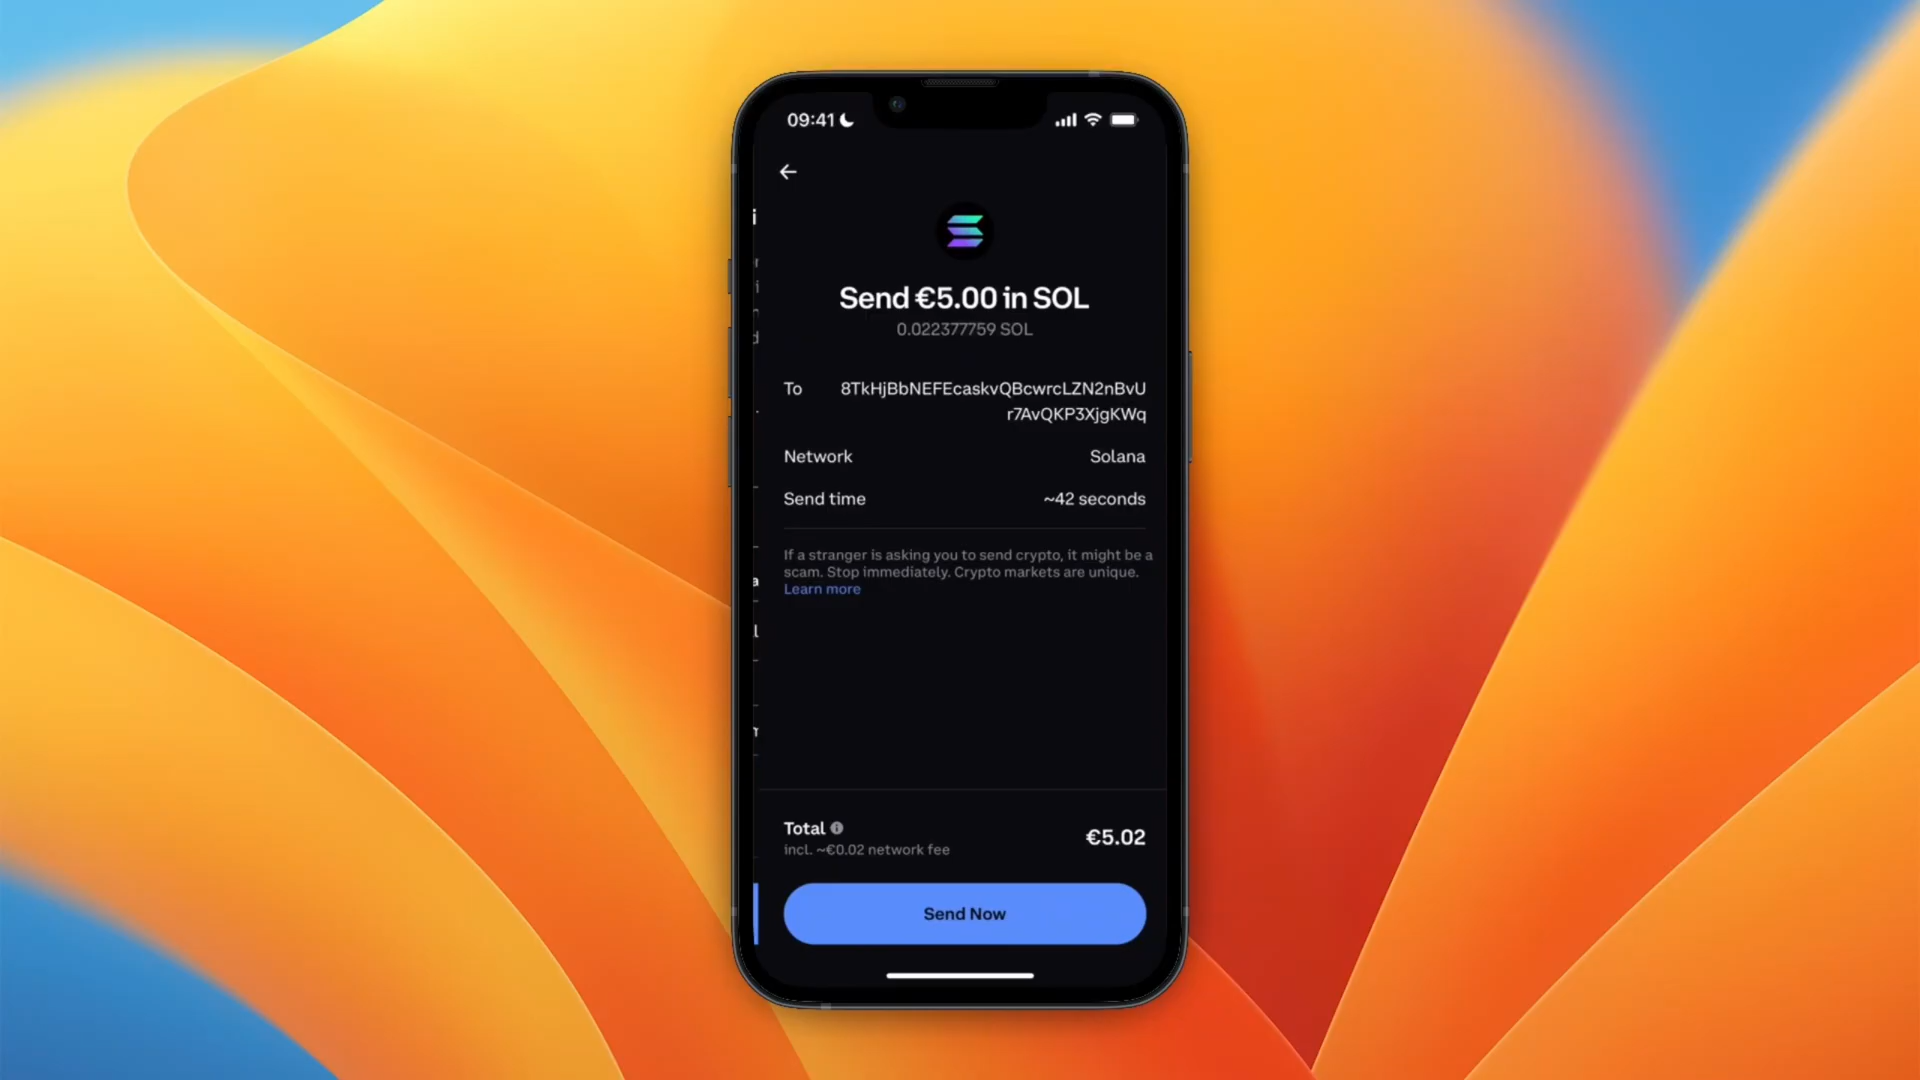 09:41
Send €5.00 in SOL
0.022377759 SOL
To 8TkHjBbNEFEcaskvQBcwrcLZN2nBvU
r7AvQKP3XjgKWq
Network Solana
Send time ~42 seconds
If a stranger is asking you to send crypto, it might be a
scam. Stop immediately. Crypto markets are unique.
Learn more
Total €5.02
incl. ~€0.02 network fee
Send Now